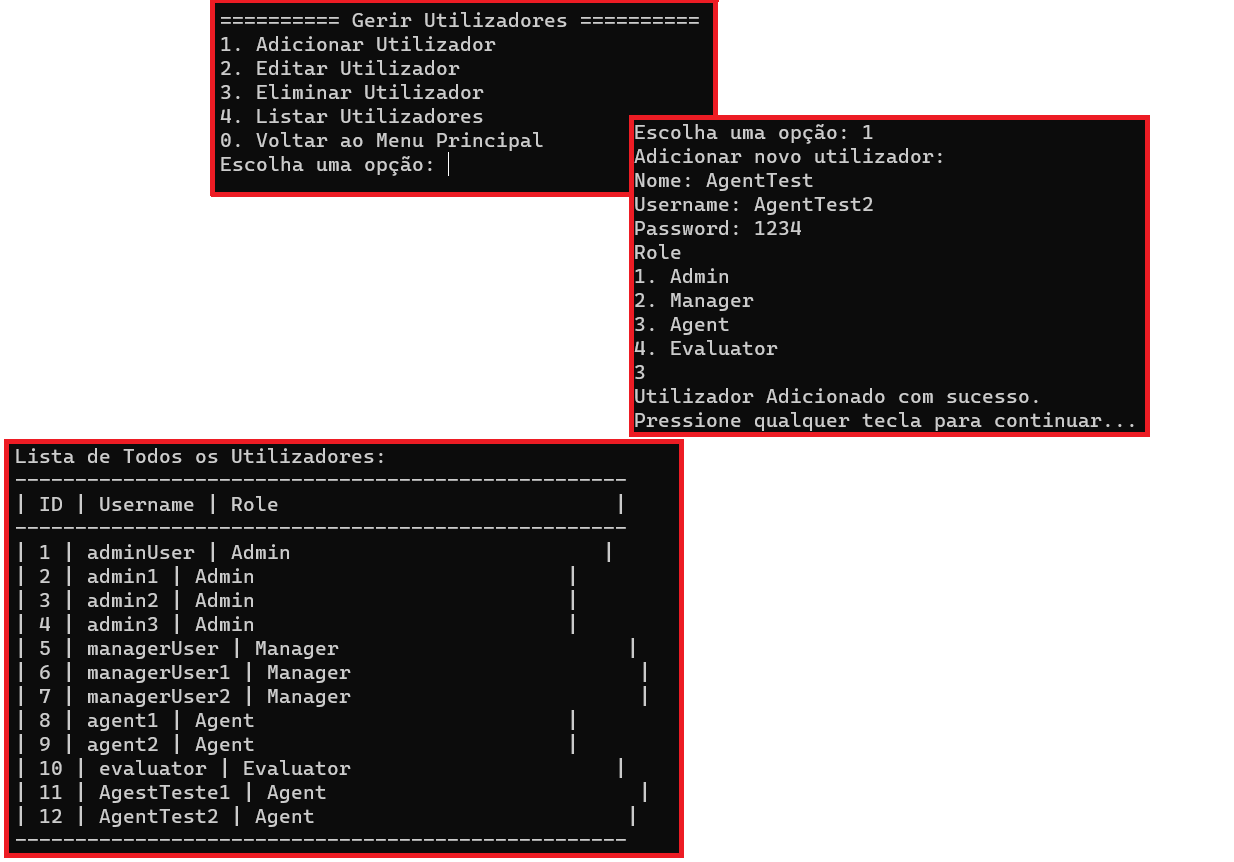 ========== Gerir Utilizadores ==========
1. Adicionar Utilizador
2. Editar Utilizador
3. Eliminar Utilizador
4. Listar Utilizadores
0. Voltar ao Menu Principal
Escolha uma opção:
Escolha uma opção: 1
Adicionar novo utilizador:
Nome: AgentTest
Username: AgentTest2
Password: 1234
Role
1. Admin
2. Manager
3. Agent
4. Evaluator
3
Utilizador Adicionado com sucesso.
Pressione qualquer tecla para continuar...
Lista de Todos os Utilizadores:
---------------------------------------------------
| ID | Username | Role                            |
---------------------------------------------------
| 1 | adminUser | Admin                          |
| 2 | admin1 | Admin                          |
| 3 | admin2 | Admin                          |
| 4 | admin3 | Admin                          |
| 5 | managerUser | Manager                        |
| 6 | managerUser1 | Manager                        |
| 7 | managerUser2 | Manager                        |
| 8 | agent1 | Agent                          |
| 9 | agent2 | Agent                          |
| 10 | evaluator | Evaluator                      |
| 11 | AgestTeste1 | Agent                          |
| 12 | AgentTest2 | Agent                          |
---------------------------------------------------